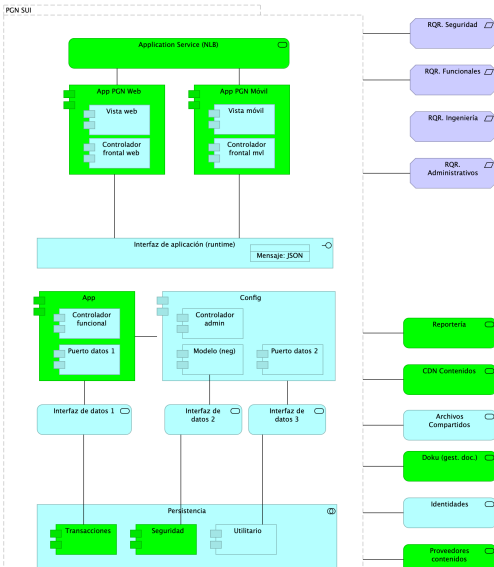 PGN SUI
Application Service (NLB)
App PGN Web
Vista web
Controlador
frontal web
App PGN Móvil
Vista móvil
Controlador
frontal mvl
Interfaz de aplicación (runtime)
Mensaje: JSON
App
Controlador
funcional
Puerto datos 1
Config
Controlador
admin
Modelo (neg)
Puerto datos 2
Interfaz de datos 1
Interfaz de
datos 2
Interfaz de
datos 3
Persistencia
Transacciones
Seguridad
Utilitario
RQR. Seguridad
RQR. Funcionales
RQR. Ingeniería
RQR.
Administrativos
Reportería
CDN Contenidos
Archivos
Compartidos
Doku (gest. doc.)
Identidades
Proveedores
contenidos